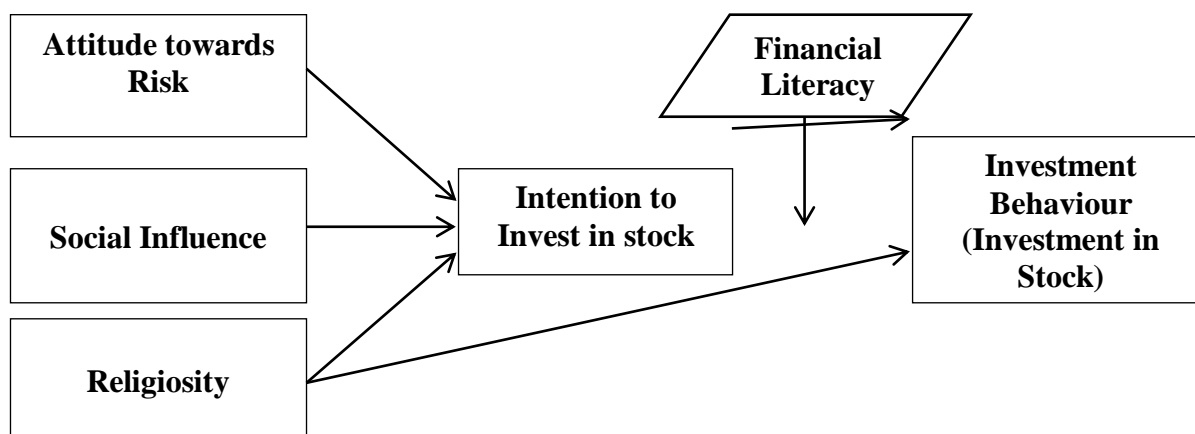 Attitude towards
Risk
Financial
Literacy
Social Influence
Intention to
Invest in stock
Investment
Behaviour
(Investment in
Stock)
Religiosity